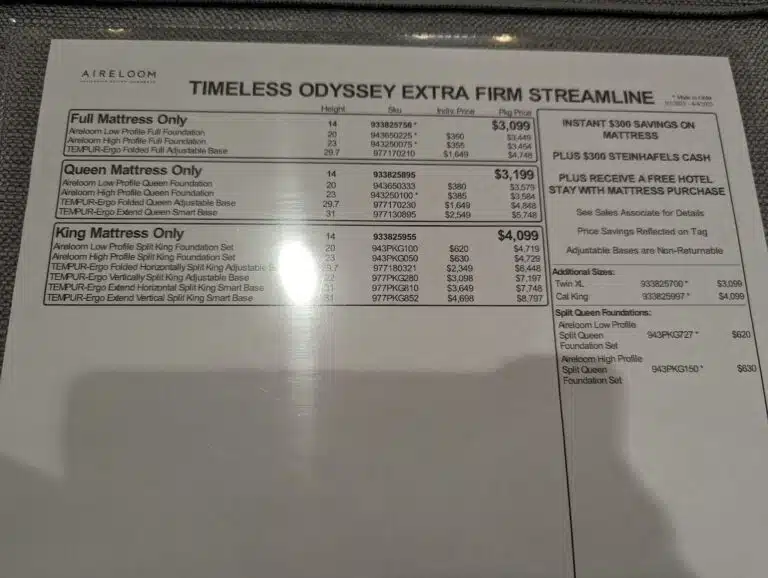 AIRELOOM
TIMELESS ODYSSEY EXTRA FIRM STREAMLINE
Height Sku Indiv. Price Pkg Price
Full Mattress Only 14 933825756* $3,099
Aireloom Low Profile Full Foundation 20 943650225* $350 $3,449
Aireloom High Profile Full Foundation 23 943250075* $355 $3,454
TEMPUR-Ergo Folded Full Adjustable Base 29.7 977170210 $1,649 $4,748
Queen Mattress Only 14 933825895 $3,199
Aireloom Low Profile Queen Foundation 20 943650333 $380 $3,579
Aireloom High Profile Queen Foundation 23 943250100* $385 $3,584
TEMPUR-Ergo Folded Queen Adjustable Base 29.7 977170230 $1,649 $4,848
TEMPUR-Ergo Extend Queen Smart Base 31 977130895 $2,549 $5,748
King Mattress Only 14 933825955 $4,099
Aireloom Low Profile Split King Foundation Set 20 943PKG100 $620 $4,719
Aireloom High Profile Split King Foundation Set 23 943PKG050 $630 $4,729
TEMPUR-Ergo Folded Horizontally Split King Adjustable 977180321 $2,349 $6,448
TEMPUR-Ergo Vertically Split King Adjustable Base 977PKG280 $3,098 $7,197
TEMPUR-Ergo Extend Horizontal Split King Smart Base 31 977PKG810 $3,649 $7,748
TEMPUR-Ergo Extend Vertical Split King Smart Base 31 977PKG852 $4,698 $8,797
INSTANT $300 SAVINGS ON
MATTRESS
PLUS $300 STEINHAFELS CASH
PLUS RECEIVE A FREE HOTEL
STAY WITH MATTRESS PURCHASE
See Sales Associate for Details
Price Savings Reflected on Tag
Adjustable Bases are Non-Returnable
Additional Sizes:
Twin XL 933825700* $3,099
Cal King 933825997* $4,099
Split Queen Foundations:
Aireloom Low Profile
Split Queen 943PKG727* $620
Foundation Set
Aireloom High Profile
Split Queen 943PKG150* $630
Foundation Set